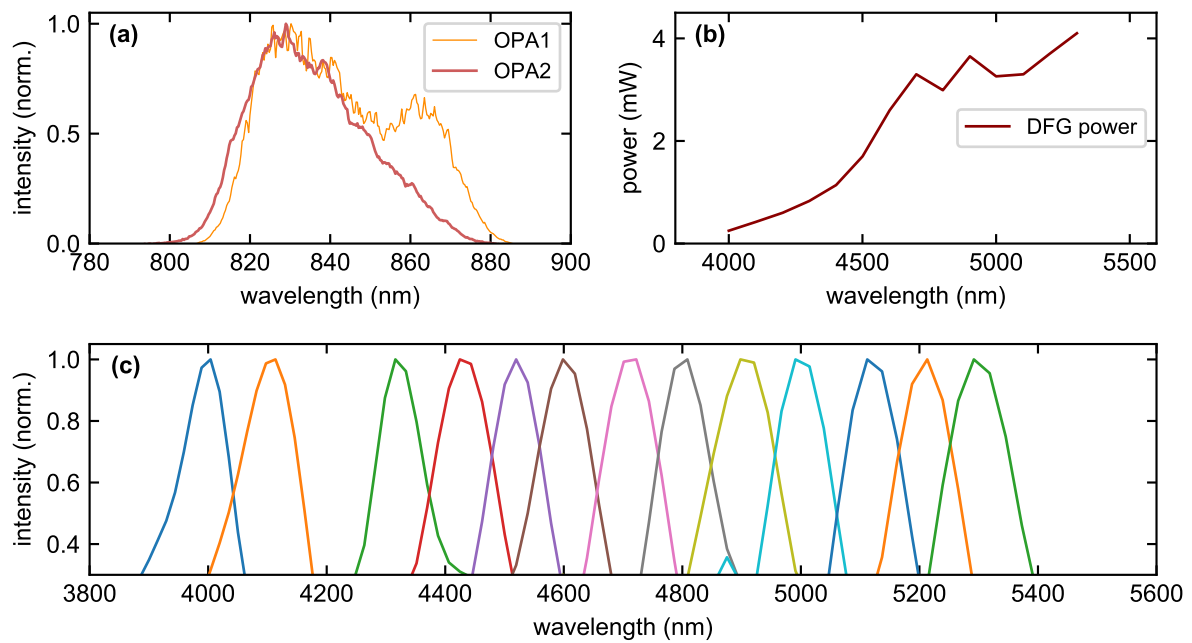 (a)
OPA1
OPA2
intensity (norm.)
1.0
0.5
0.0
780 800 820 840 860 880 900
wavelength (nm)
(b)
DFG power
power (mW)
4
2
0
4000 4500 5000 5500
wavelength (nm)
(c)
intensity (norm.)
1.0
0.8
0.6
0.4
3800 4000 4200 4400 4600 4800 5000 5200 5400 5600
wavelength (nm)